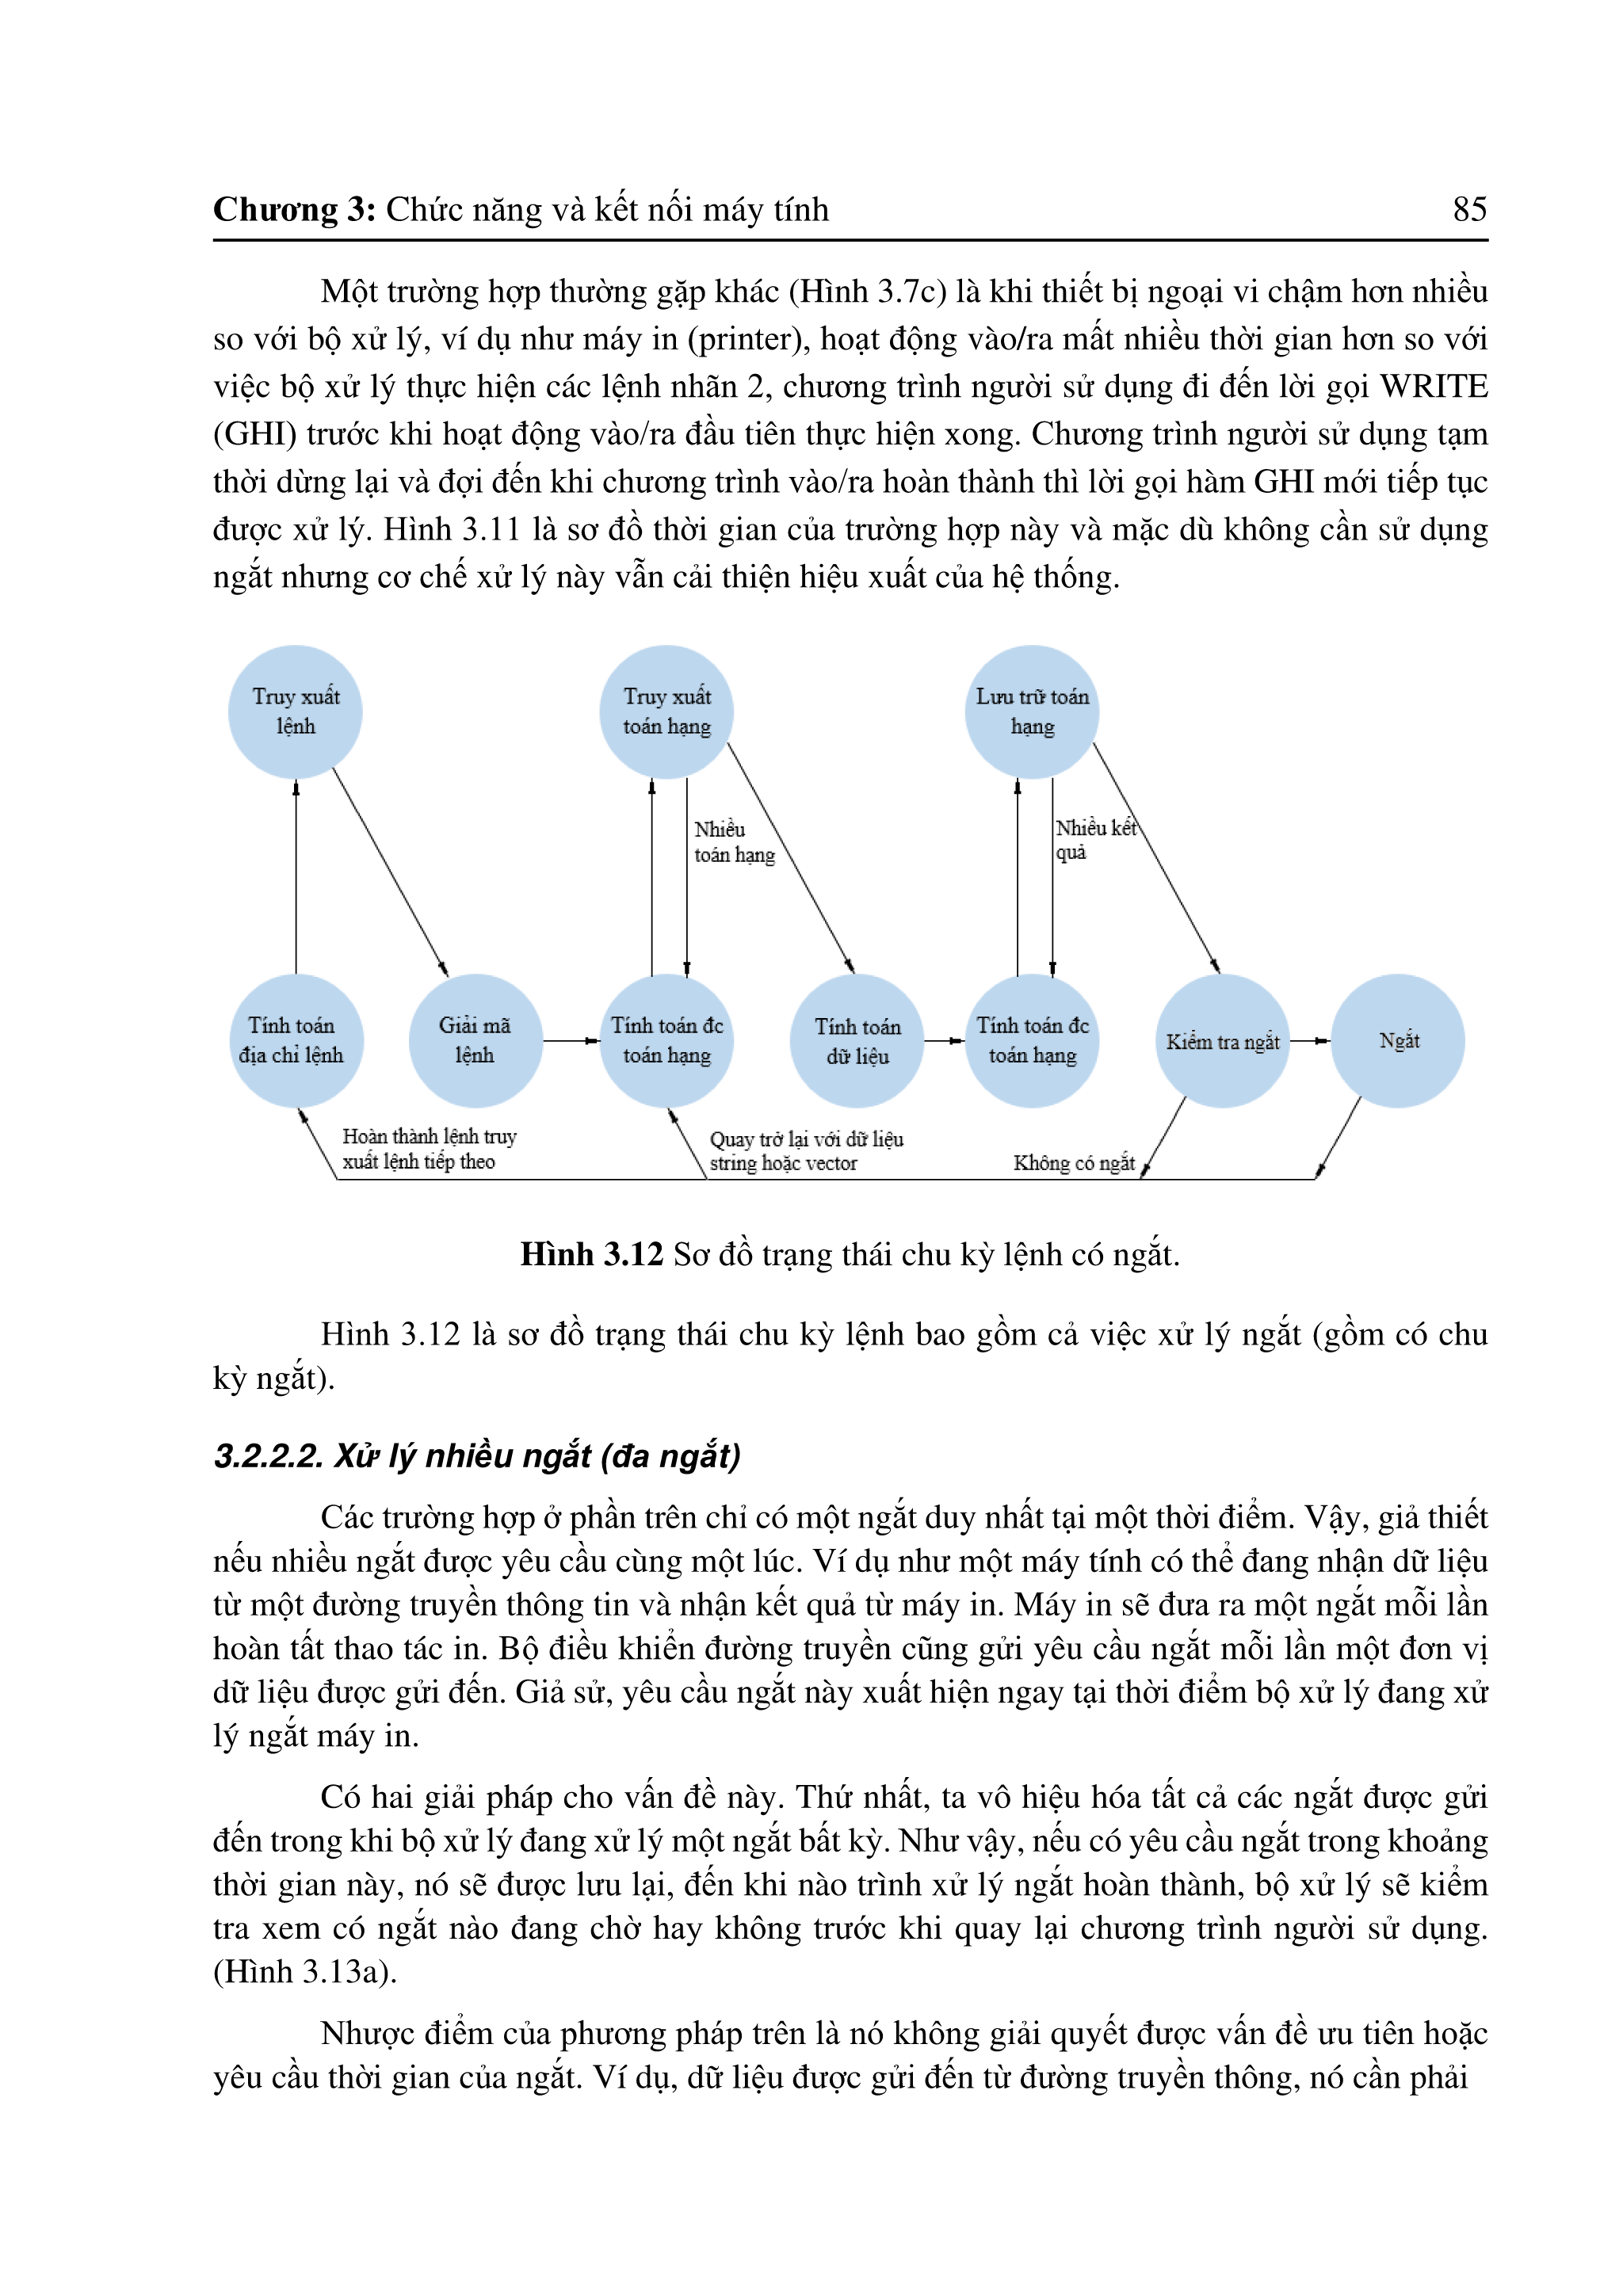 Chương 3: Chức năng và kết nối máy tính 85
Một trường hợp thường gặp khác (Hình 3.7c) là khi thiết bị ngoại vi chậm hơn nhiều
so với bộ xử lý, ví dụ như máy in (printer), hoạt động vào/ra mất nhiều thời gian hơn so với
việc bộ xử lý thực hiện các lệnh nhãn 2, chương trình người sử dụng đi đến lời gọi WRITE
(GHI) trước khi hoạt động vào/ra đầu tiên thực hiện xong. Chương trình người sử dụng tạm
thời dừng lại và đợi đến khi chương trình vào/ra hoàn thành thì lời gọi hàm GHI mới tiếp tục
được xử lý. Hình 3.11 là sơ đồ thời gian của trường hợp này và mặc dù không cần sử dụng
ngắt nhưng cơ chế xử lý này vẫn cải thiện hiệu xuất của hệ thống.
Truy xuất
lệnh
Truy xuất
toán hạng
Lưu trữ toán
hạng
Nhiều
toán hạng
Nhiều kết
quả
Tính toán
địa chỉ lệnh
Giải mã
lệnh
Tính toán đc
toán hạng
Tính toán
dữ liệu
Tính toán đc
toán hạng
Kiểm tra ngắt
Ngắt
Hoàn thành lệnh truy
xuất lệnh tiếp theo
Quay trở lại với dữ liệu
string hoặc vector
Không có ngắt
Hình 3.12 Sơ đồ trạng thái chu kỳ lệnh có ngắt.
Hình 3.12 là sơ đồ trạng thái chu kỳ lệnh bao gồm cả việc xử lý ngắt (gồm có chu
kỳ ngắt).
3.2.2.2. Xử lý nhiều ngắt (đa ngắt)
Các trường hợp ở phần trên chỉ có một ngắt duy nhất tại một thời điểm. Vậy, giả thiết
nếu nhiều ngắt được yêu cầu cùng một lúc. Ví dụ như một máy tính có thể đang nhận dữ liệu
từ một đường truyền thông tin và nhận kết quả từ máy in. Máy in sẽ đưa ra một ngắt mỗi lần
hoàn tất thao tác in. Bộ điều khiển đường truyền cũng gửi yêu cầu ngắt mỗi lần một đơn vị
dữ liệu được gửi đến. Giả sử, yêu cầu ngắt này xuất hiện ngay tại thời điểm bộ xử lý đang xử
lý ngắt máy in.
Có hai giải pháp cho vấn đề này. Thứ nhất, ta vô hiệu hóa tất cả các ngắt được gửi
đến trong khi bộ xử lý đang xử lý một ngắt bất kỳ. Như vậy, nếu có yêu cầu ngắt trong khoảng
thời gian này, nó sẽ được lưu lại, đến khi nào trình xử lý ngắt hoàn thành, bộ xử lý sẽ kiểm
tra xem có ngắt nào đang chờ hay không trước khi quay lại chương trình người sử dụng.
(Hình 3.13a).
Nhược điểm của phương pháp trên là nó không giải quyết được vấn đề ưu tiên hoặc
yêu cầu thời gian của ngắt. Ví dụ, dữ liệu được gửi đến từ đường truyền thông, nó cần phải